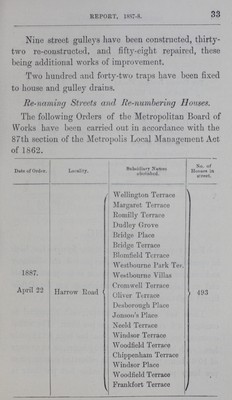 REPORT, 1887-8. 33
Nine street gulleys have been constructed, thirty-
two re-constructed, and fifty-eight repaired, these
being additional works of improvement.
Two hundred and forty-two traps have been fixed
to house and gulley drains.
Re-naming Streets and Re-numbering Houses.
The following Orders of the Metropolitan Board of
Works have been carried out in accordance with the
87th section of the Metropolis Local Management Act
of 1862.
Date of Order. Locality. Subsidiary Names abolished. No. of Houses in street.
Wellington Terrace
Margaret Terrace
Romilly Terrace
Dudley Grove
Bridge Place
Bridge Terrace
Blomfield Terrace
Westbourne Park Ter.
1887. Westbourne Villas
Cromwell Terrace
April 22 Harrow Road Oliver Terrace 493
Desborough Place
Jonson's Place
Neeld Terrace
Windsor Terrace
Woodfield Terrace
Chippenham Terrace
Windsor Place
Woodfield Terrace
Frankfort Terrace